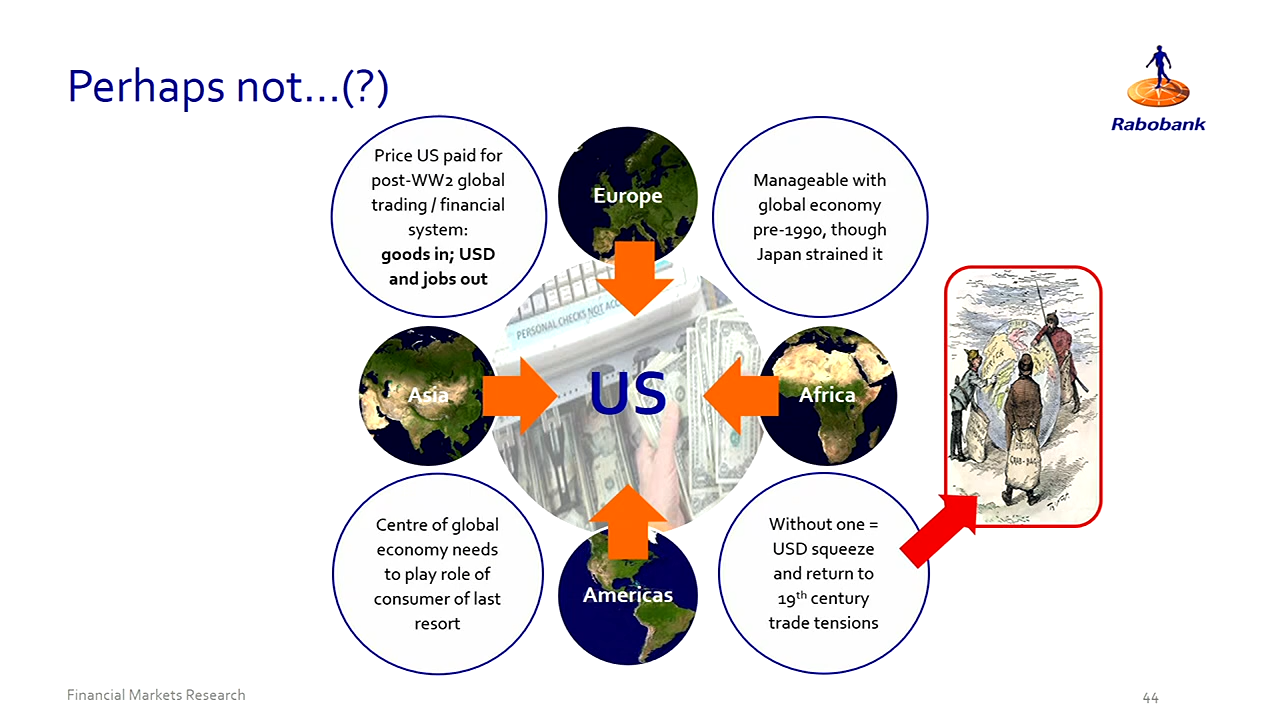 Perhaps not…(?)
Rabobank
Price US paid for
post-WW2 global
trading / financial
system:
goods in; USD
and jobs out
Europe
Manageable with
global economy
pre-1990, though
Japan strained it
PERSONAL CHECKS NOT ACC
Asia
US
Africa
GRAB-BAG
Centre of global
economy needs
to play role of
consumer of last
resort
Americas
Without one =
USD squeeze
and return to
19th century
trade tensions
Financial Markets Research
44